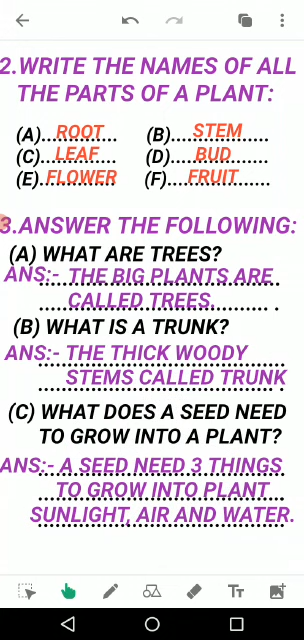 2.WRITE THE NAMES OF ALL
THE PARTS OF A PLANT:
(A)...ROOT... (B)....STEM....
(C)...LEAF.... (D).....BUD......
(E).FLOWER (F)....FRUIT.....
3.ANSWER THE FOLLOWING:
(A) WHAT ARE TREES?
ANS:- THE BIG PLANTS ARE
CALLED TREES.
(B) WHAT IS A TRUNK?
ANS:- THE THICK WOODY
STEMS CALLED TRUNK
(C) WHAT DOES A SEED NEED
TO GROW INTO A PLANT?
ANS:- A SEED NEED 3 THINGS
TO GROW INTO PLANT
SUNLIGHT, AIR AND WATER.
Tт